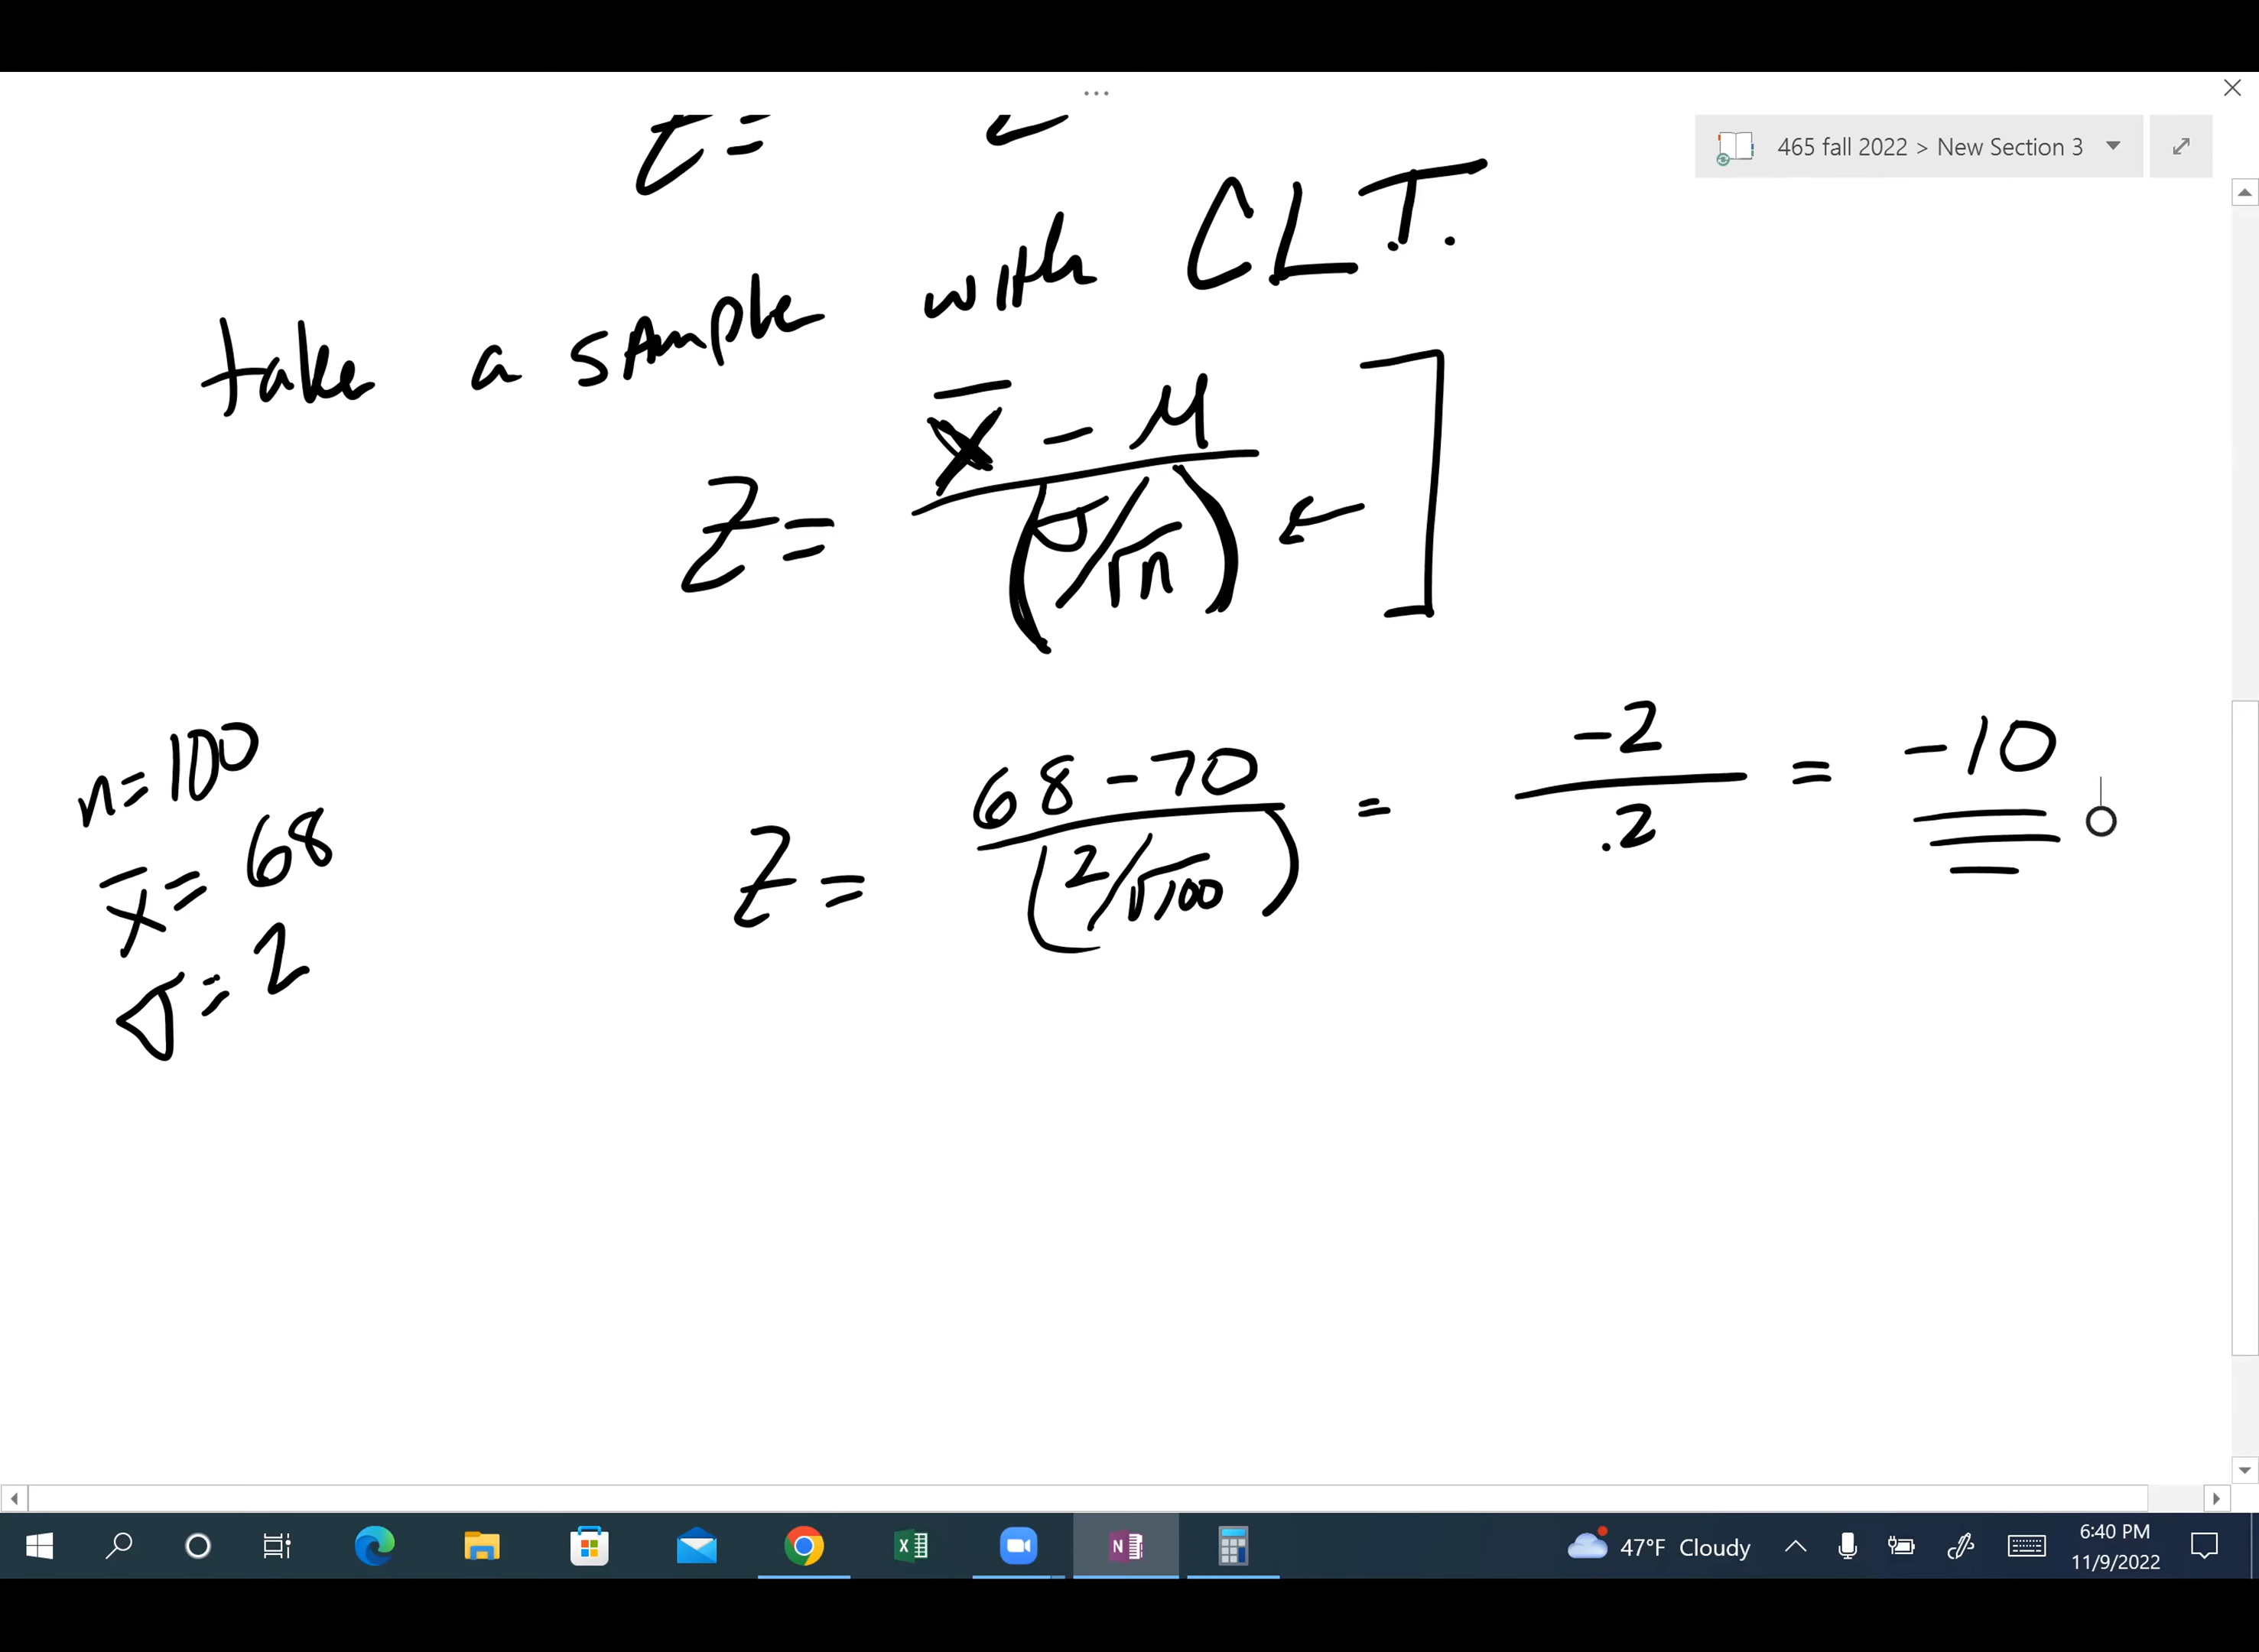 465 fall 2022 > New Section 3
take a sample with C L T.
Z = x̄ - μ / (σ/√n) ← ]
n = 100
x̄ = 68
σ = 2
Z = 68 - 70 / (2/√100) = -2 / .2 = -10
47°F Cloudy
6:40 PM
11/9/2022